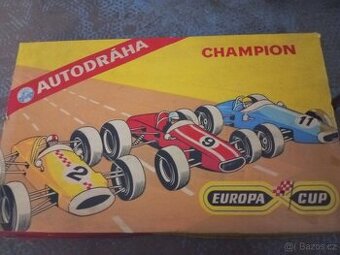 AUTODRÁHA
CHAMPION
11
9
2
EUROPA CUP
Bazos.cz